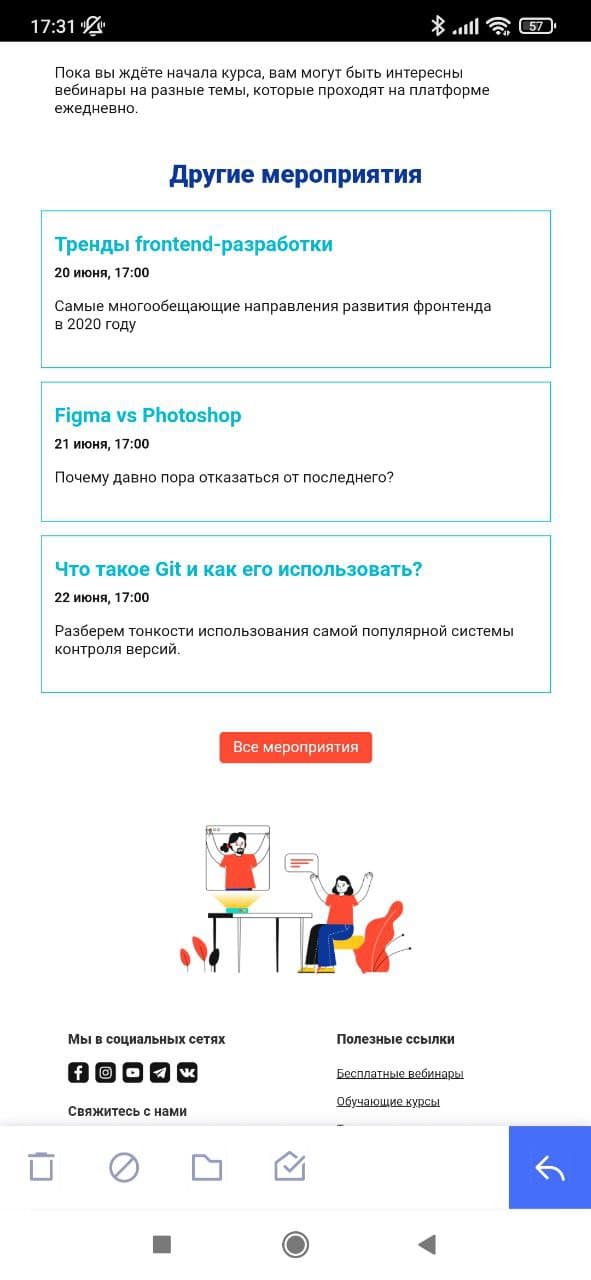 17:31
57
Пока вы ждёте начала курса, вам могут быть интересны
вебинары на разные темы, которые проходят на платформе
ежедневно.
Другие мероприятия
Тренды frontend-разработки
20 июня, 17:00
Самые многообещающие направления развития фронтенда
в 2020 году
Figma vs Photoshop
21 июня, 17:00
Почему давно пора отказаться от последнего?
Что такое Git и как его использовать?
22 июня, 17:00
Разберем тонкости использования самой популярной системы
контроля версий.
Все мероприятия
Мы в социальных сетях
Полезные ссылки
Бесплатные вебинары
Обучающие курсы
Свяжитесь с нами